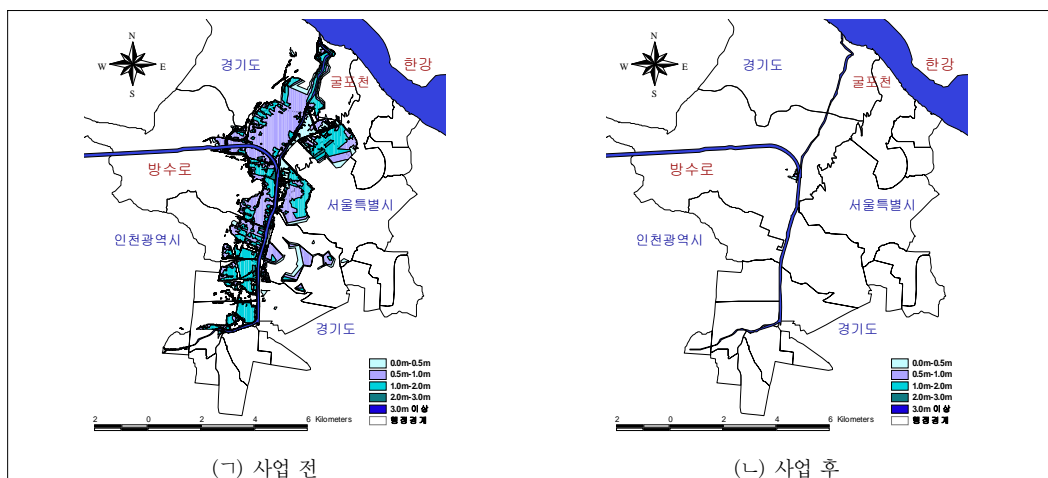 N
W
E
S
경기도
한강
굴포천
방수로
서울특별시
인천광역시
경기도
0.0m-0.5m
0.5m-1.0m
1.0m-2.0m
2.0m-3.0m
3.0m 이상
행정경계
2 0 2 4 6 Kilometers
(ㄱ) 사업 전
N
W
E
S
경기도
한강
굴포천
방수로
서울특별시
인천광역시
경기도
0.0m-0.5m
0.5m-1.0m
1.0m-2.0m
2.0m-3.0m
3.0m 이상
행정경계
2 0 2 4 6 Kilometers
(ㄴ) 사업 후